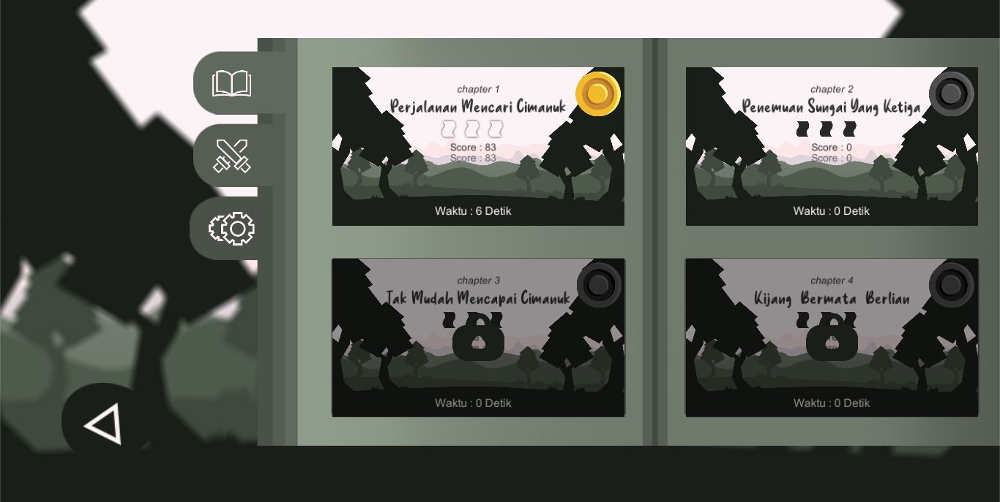 chapter 1
Perjalanan Mencari Cimanuk
Score : 83
Score : 83
Waktu : 6 Detik
chapter 2
Penemuan Sungai Yang Ketiga
Score : 0
Score : 0
Waktu : 0 Detik
chapter 3
Tak Mudah Mencapai Cimanuk
Waktu : 0 Detik
chapter 4
Kijang Bermata Berlian
Waktu : 0 Detik